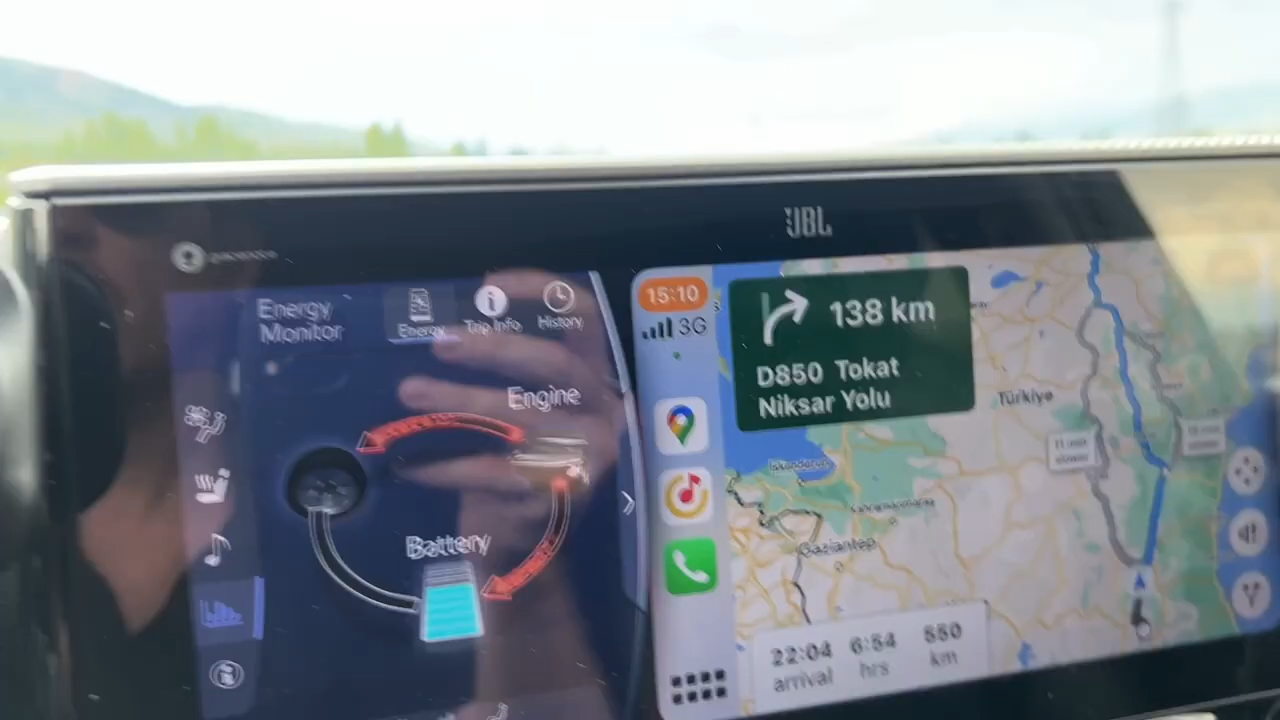 JBL
Energy
Monitor
Energy
Trip Info
History
Engine
Battery
15:10
3G
138 km
D850 Tokat
Niksar Yolu
Türkiye
İskenderun
Gaziantep
22:04
arrival
6:54
hrs
550
km